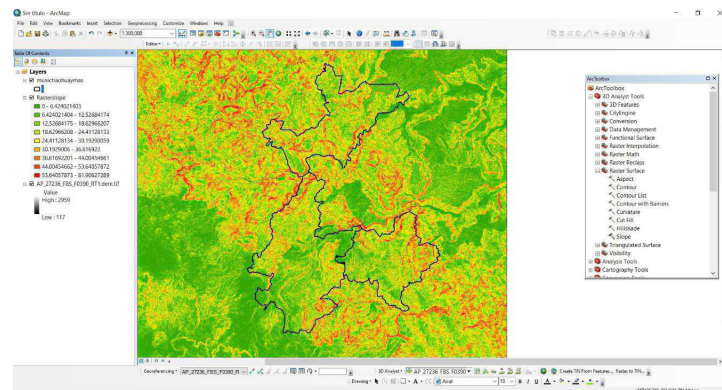 Sin título - ArcMap
File Edit View Bookmarks Insert Selection Geoprocessing Customize Windows Help
1:300.000
Editor
Table Of Contents
Layers
RasterSlope
0 - 6.424021403
6.424021404 - 12.52684174
12.52684175 - 18.62966207
18.62966208 - 24.41128133
24.41128134 - 30.19290059
30.1929006 - 36.616922
36.61692201 - 44.00454661
44.00454662 - 53.64057872
53.64057873 - 81.90627289
AP_27236_FBS_F0390_RT1.dem.tif
Value
High : 2959
Low : 117
ArcToolbox
ArcToolbox
3D Analyst Tools
3D Features
CityEngine
Conversion
Data Management
Functional Surface
Raster Interpolation
Raster Math
Raster Reclass
Raster Surface
Aspect
Contour
Contour List
Contour with Barriers
Curvature
Cut Fill
Hillshade
Slope
Triangulated Surface
Visibility
Analysis Tools
Cartography Tools
Georeferencing AP_27236_FBS_F0390_R
3D Analyst AP_27236_FBS_F0390 Create TIN From Features... Raster to TIN...
Drawing A Arial 10 B I U A